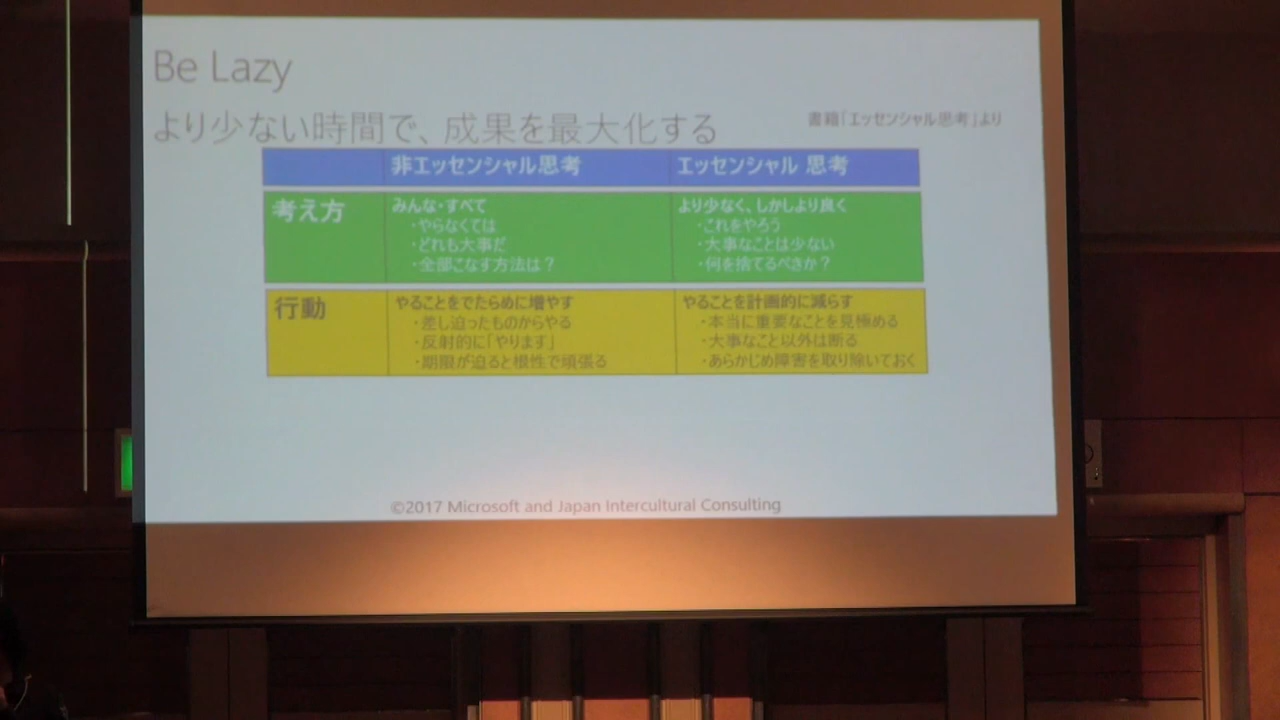 Be Lazy
より少ない時間で、成果を最大化する
書籍「エッセンシャル思考」より
非エッセンシャル思考
エッセンシャル 思考
考え方
みんな・すべて
・やらなくては
・どれも大事だ
・全部こなす方法は？
より少なく、しかしより良く
・これをやろう
・大事なことは少ない
・何を捨てるべきか？
行動
やることをでたらめに増やす
・差し迫ったものからやる
・反射的に「やります」
・期限が迫ると根性で頑張る
やることを計画的に減らす
・本当に重要なことを見極める
・大事なこと以外は断る
・あらかじめ障害を取り除いておく
©2017 Microsoft and Japan Intercultural Consulting